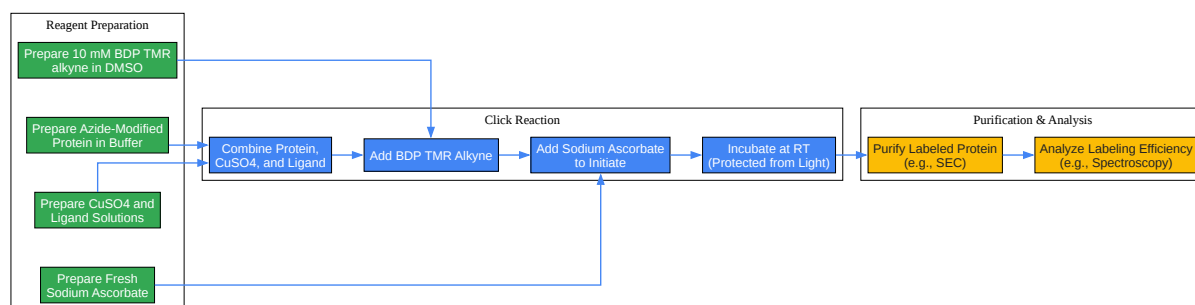 Reagent Preparation
Prepare 10 mM BDP TMR
alkyne in DMSO
Prepare Azide-Modified
Protein in Buffer
Prepare CuSO4 and
Ligand Solutions
Prepare Fresh
Sodium Ascorbate
Click Reaction
Combine Protein,
CuSO4, and Ligand
Add BDP TMR Alkyne
Add Sodium Ascorbate
to Initiate
Incubate at RT
(Protected from Light)
Purification & Analysis
Purify Labeled Protein
(e.g., SEC)
Analyze Labeling Efficiency
(e.g., Spectroscopy)